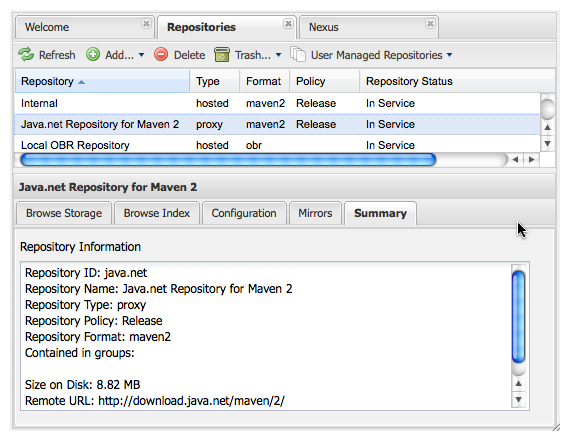 Welcome Repositories Nexus
Refresh Add... Delete Trash... User Managed Repositories
Repository Type Format Policy Repository Status
Internal hosted maven2 Release In Service
Java.net Repository for Maven 2 proxy maven2 Release In Service
Local OBR Repository hosted obr In Service
Java.net Repository for Maven 2
Browse Storage Browse Index Configuration Mirrors Summary
Repository Information
Repository ID: java.net
Repository Name: Java.net Repository for Maven 2
Repository Type: proxy
Repository Policy: Release
Repository Format: maven2
Contained in groups:
Size on Disk: 8.82 MB
Remote URL: http://download.java.net/maven/2/